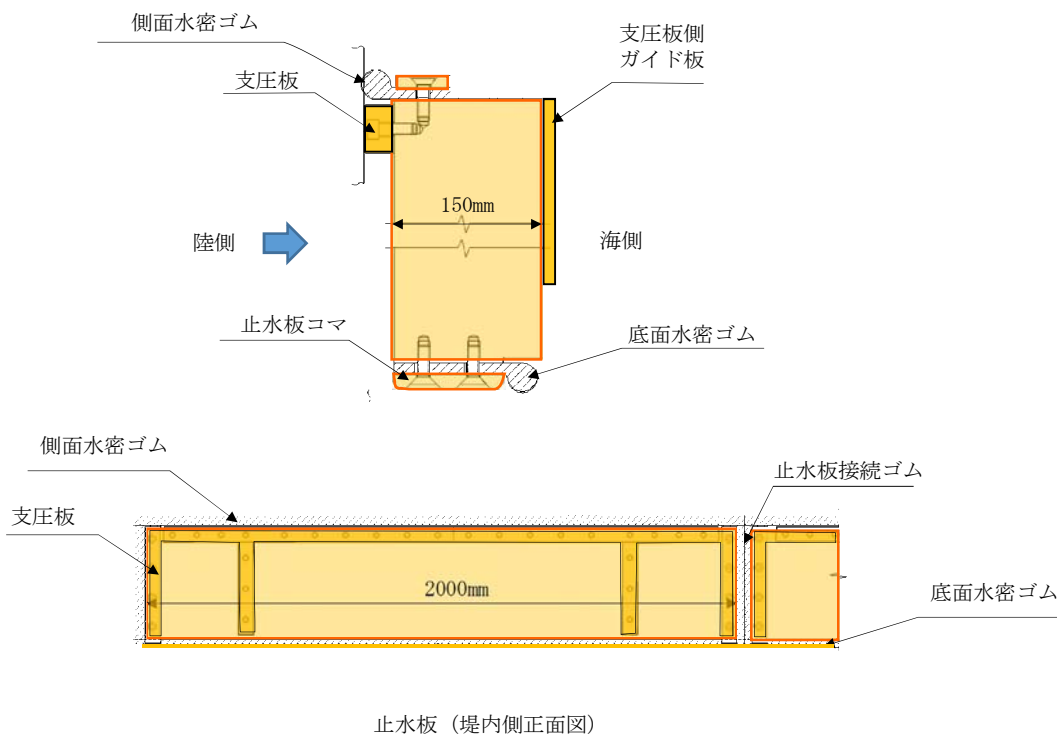 側面水密ゴム
支圧板
支圧板側
ガイド板
150mm
陸側
海側
止水板コマ
底面水密ゴム
側面水密ゴム
止水板接続ゴム
支圧板
2000mm
底面水密ゴム
止水板（堤内側正面図）